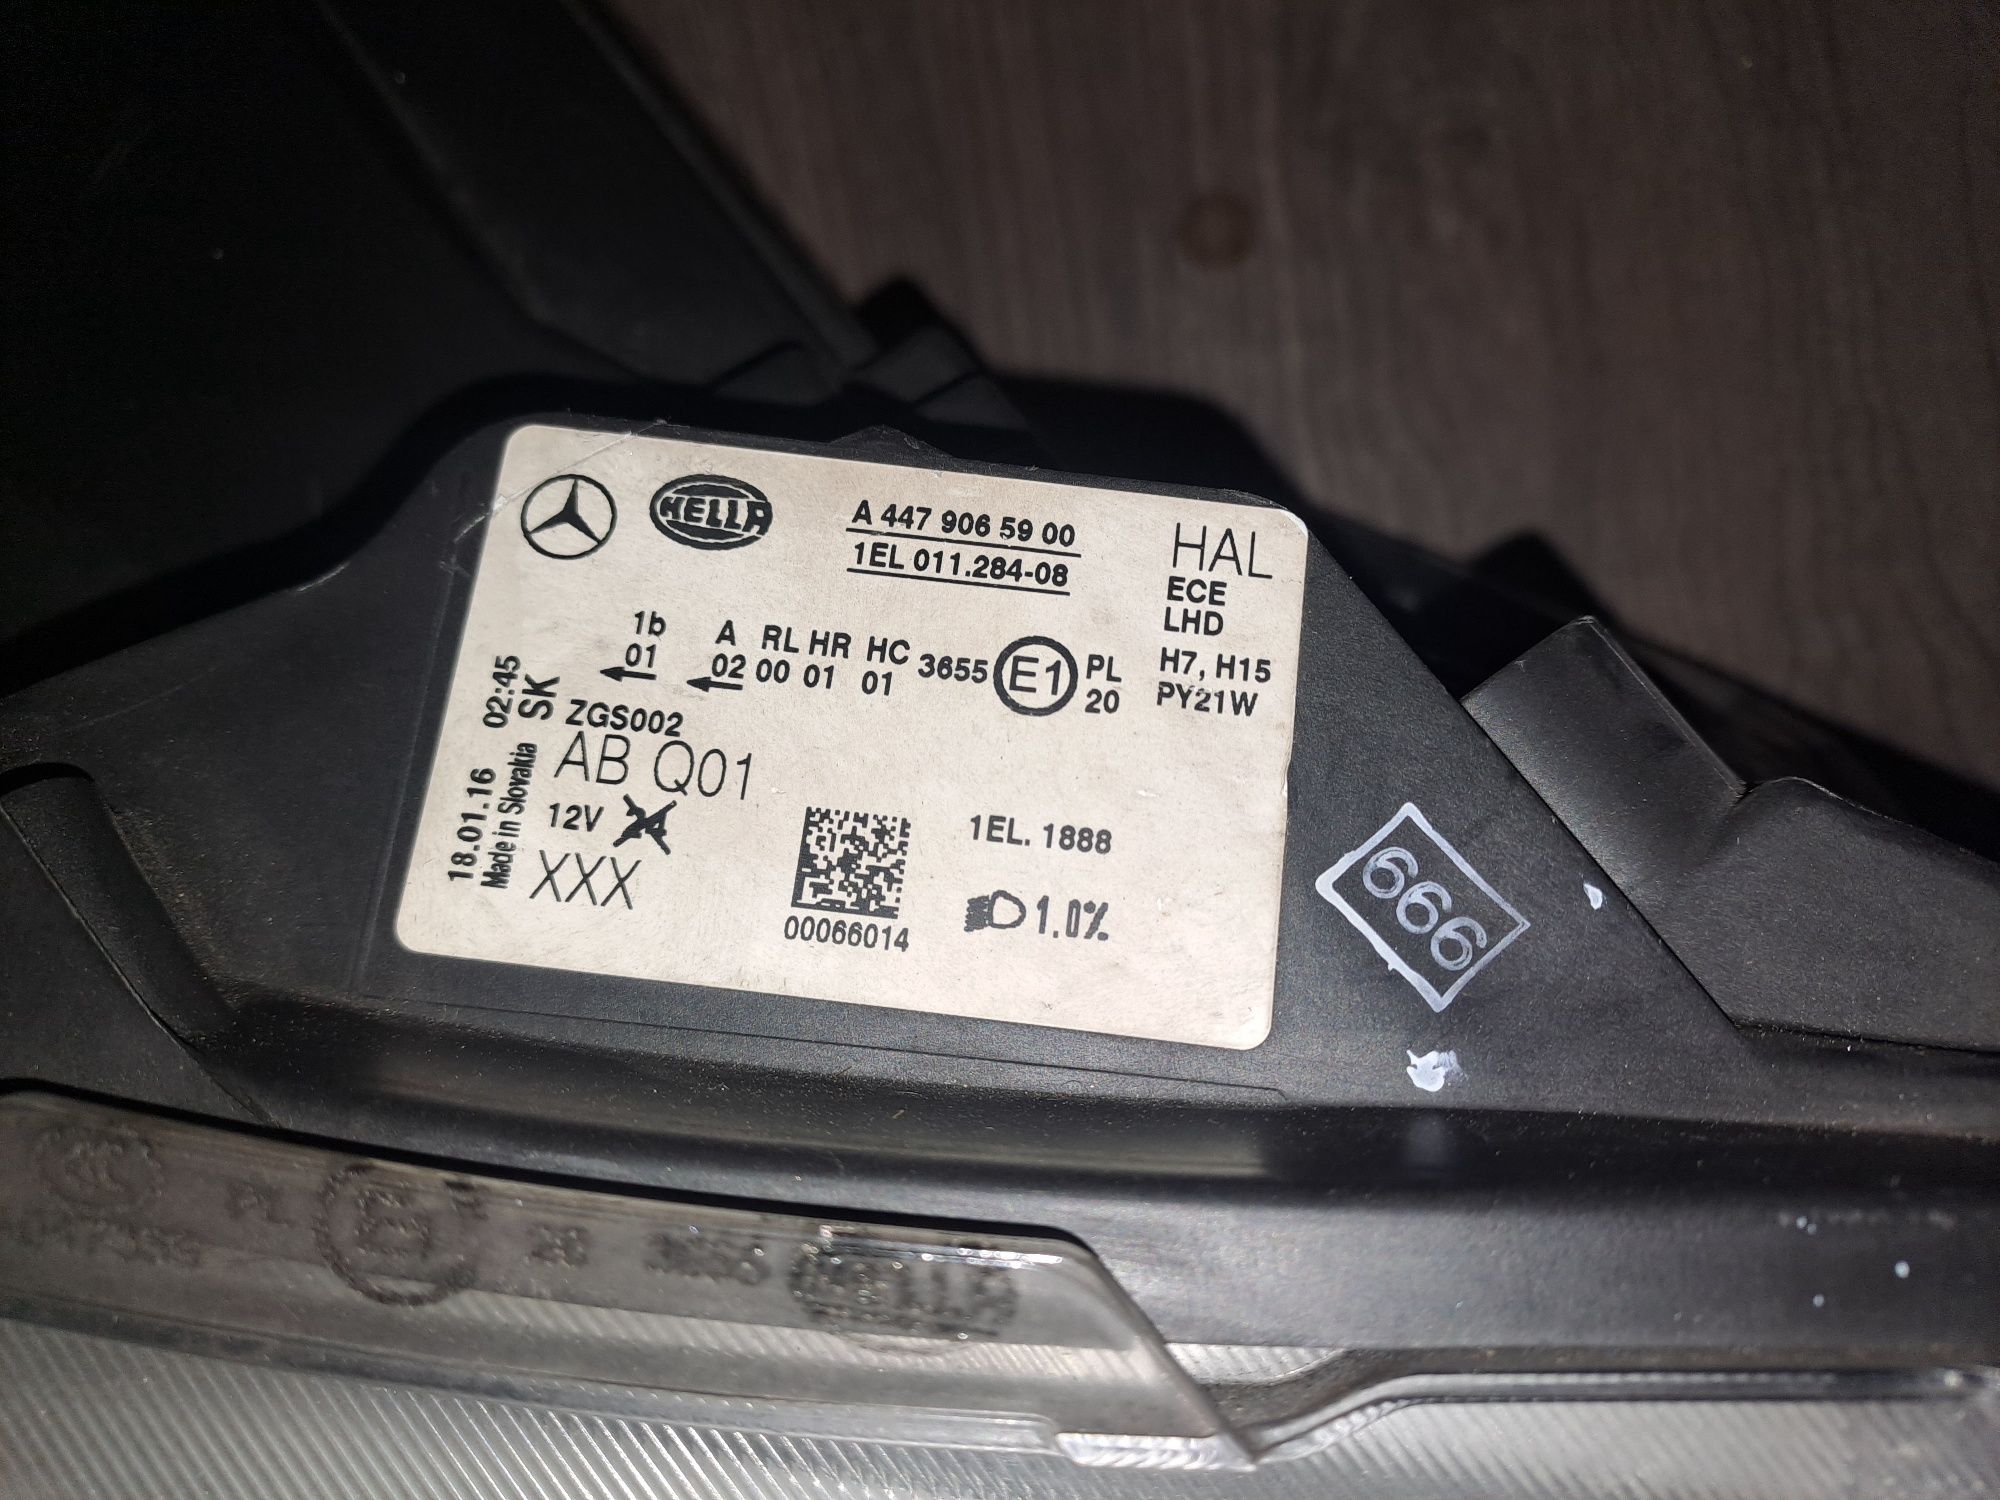 HELLA
A 447 906 59 00
1EL 011.284-08
HAL
ECE
LHD
H7, H15
PY21W
1b
01
A
02
RL
00
HR
01
HC
01
3655
E1
PL
20
18.01.16 02:45
Made in Slovakia SK
ZGS002
AB Q01
12V
XXX
00066014
1EL. 1888
1.0%
666
PL
HELLA